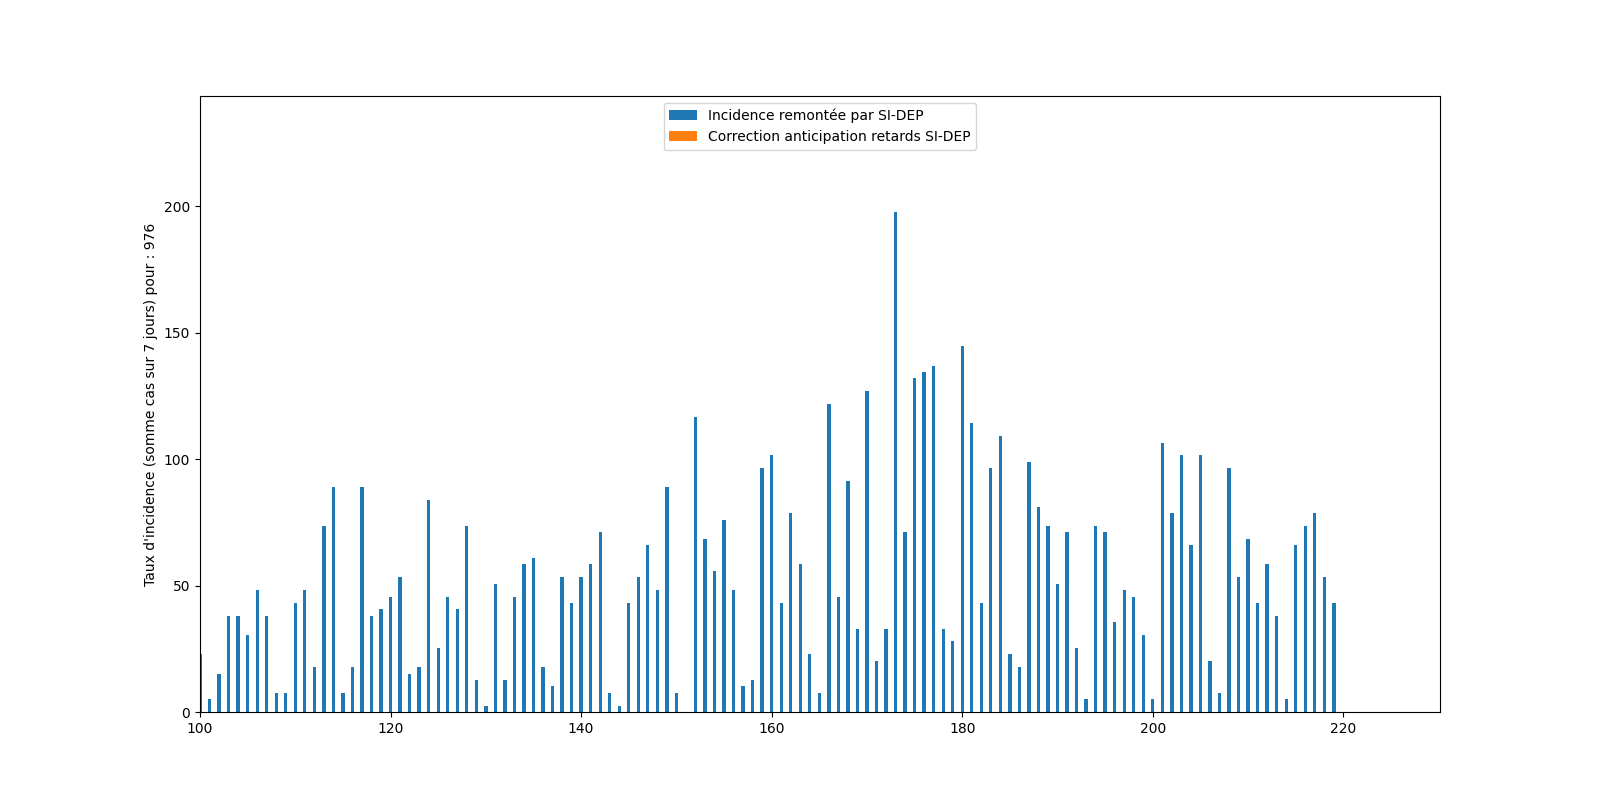 Incidence remontée par SI-DEP
Correction anticipation retards SI-DEP
Taux d'incidence (somme cas sur 7 jours) pour : 976
200
150
100
50
0
100 120 140 160 180 200 220